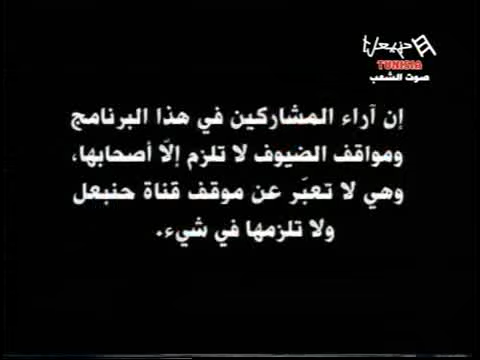 حنبعل
TUNISIA
صوت الشعب
إن آراء المشاركين في هذا البرنامج
ومواقف الضيوف لا تلزم إلّا أصحابها،
وهي لا تعبّر عن موقف قناة حنبعل
ولا تلزمها في شيء.